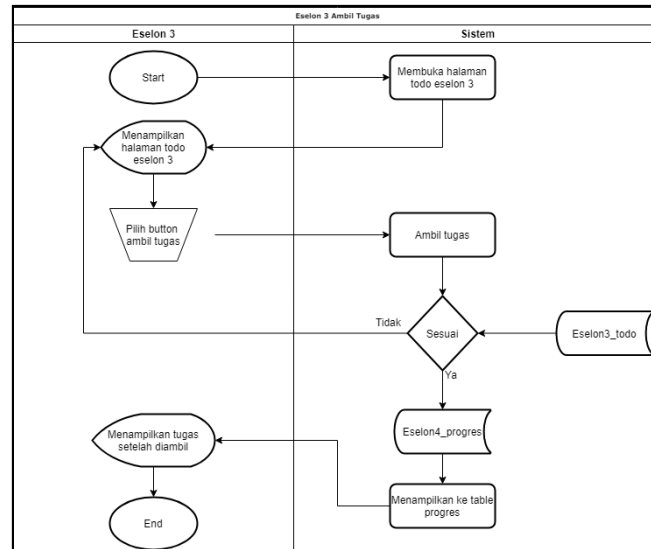 Eselon 3 Ambil Tugas
Eselon 3
Sistem
Start
Membuka halaman
todo eselon 3
Menampilkan
halaman todo
eselon 3
Pilih button
ambil tugas
Ambil tugas
Tidak
Sesuai
Eselon3_todo
Ya
Eselon4_progres
Menampilkan tugas
setelah diambil
Menampilkan ke table
progres
End